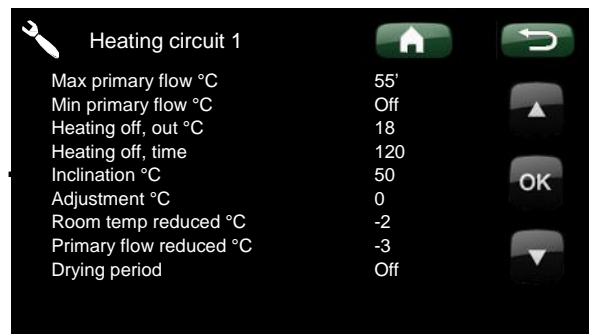 Heating circuit 1
Max primary flow °C 55’
Min primary flow °C Off
Heating off, out °C 18
Heating off, time 120
Inclination °C 50
OK
Adjustment °C 0
Room temp reduced °C -2
Primary flow reduced °C -3
Drying period Off